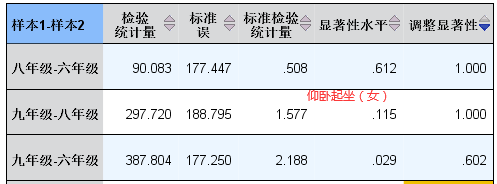 样本1-样本2 检验统计量 标准误 标准检验统计量 显著性水平 调整显著性
八年级-六年级 90.083 177.447 .508 .612 1.000
仰卧起坐（女）
九年级-八年级 297.720 188.795 1.577 .115 1.000
九年级-六年级 387.804 177.250 2.188 .029 .602